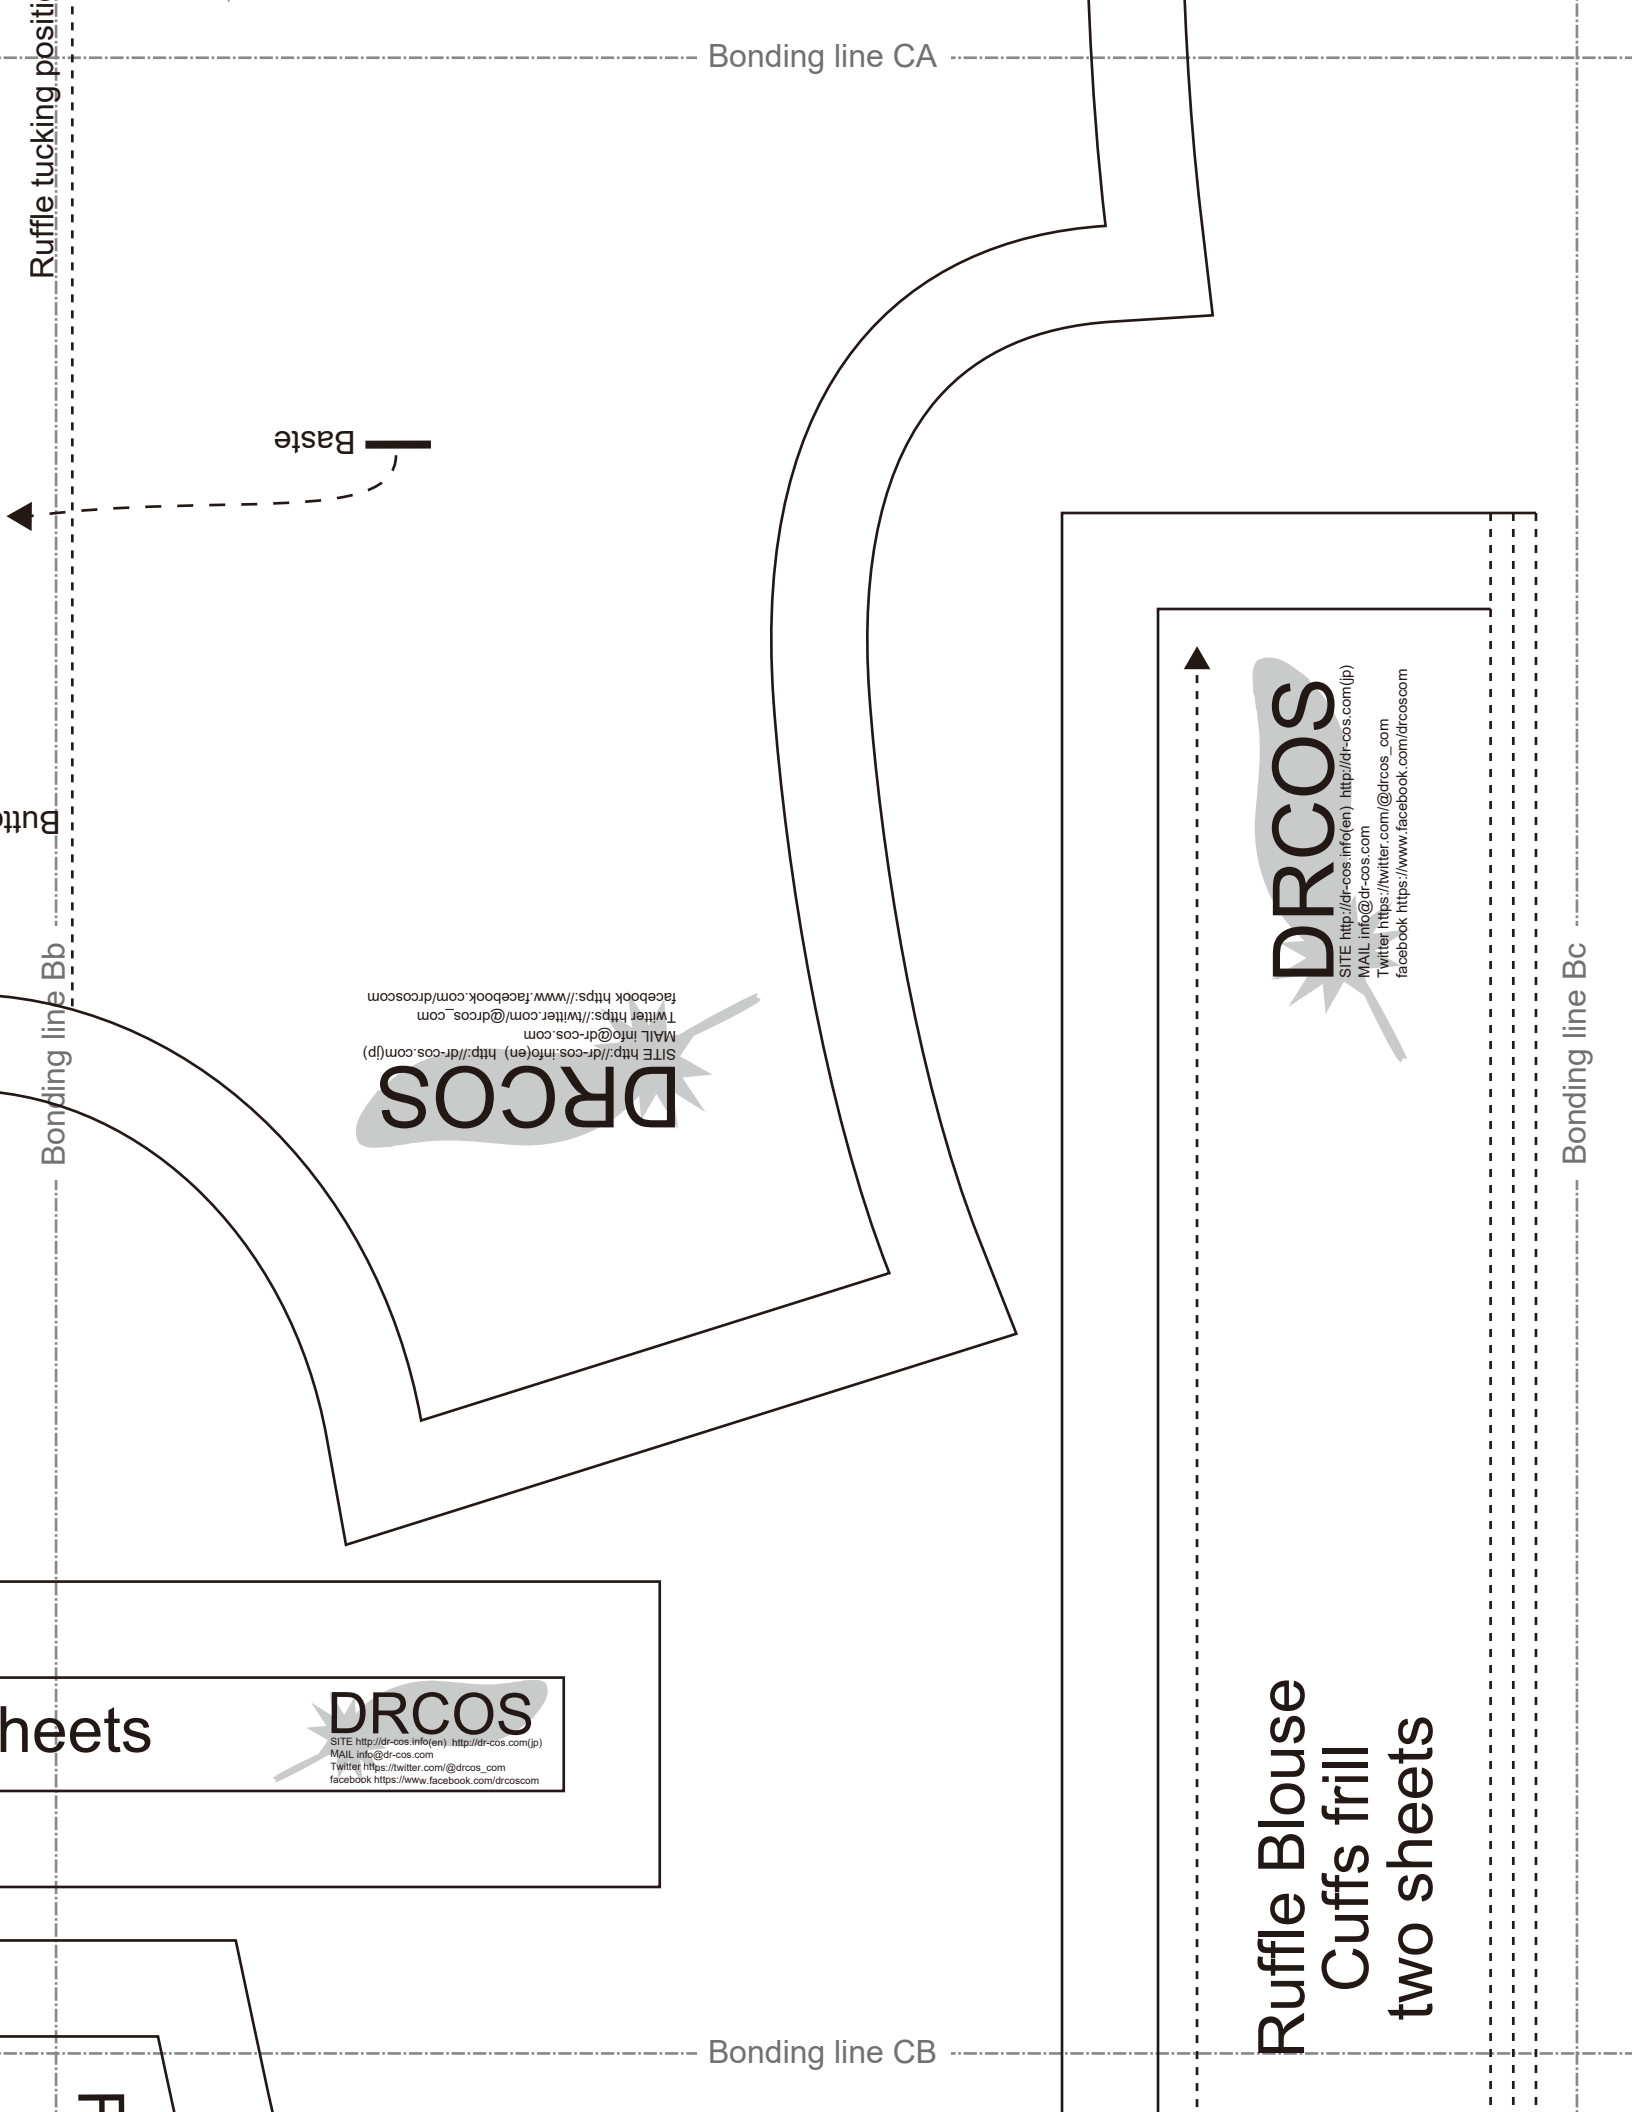 Bonding line CA
Ruffle tucking positi
Baste
Butto
Bonding line Bb
Bonding line Bc
DRCOS
SITE http://dr-cos.info(en)  http://dr-cos.com(jp)
MAIL info@dr-cos.com
Twitter https://twitter.com/@drcos_com
facebook https://www.facebook.com/drcoscom
DRCOS
SITE http://dr-cos.info(en)  http://dr-cos.com(jp)
MAIL info@dr-cos.com
Twitter https://twitter.com/@drcos_com
facebook https://www.facebook.com/drcoscom
heets
DRCOS
SITE http://dr-cos.info(en)  http://dr-cos.com(jp)
MAIL info@dr-cos.com
Twitter https://twitter.com/@drcos_com
facebook https://www.facebook.com/drcoscom
Ruffle Blouse
Cuffs frill
two sheets
Bonding line CB
F